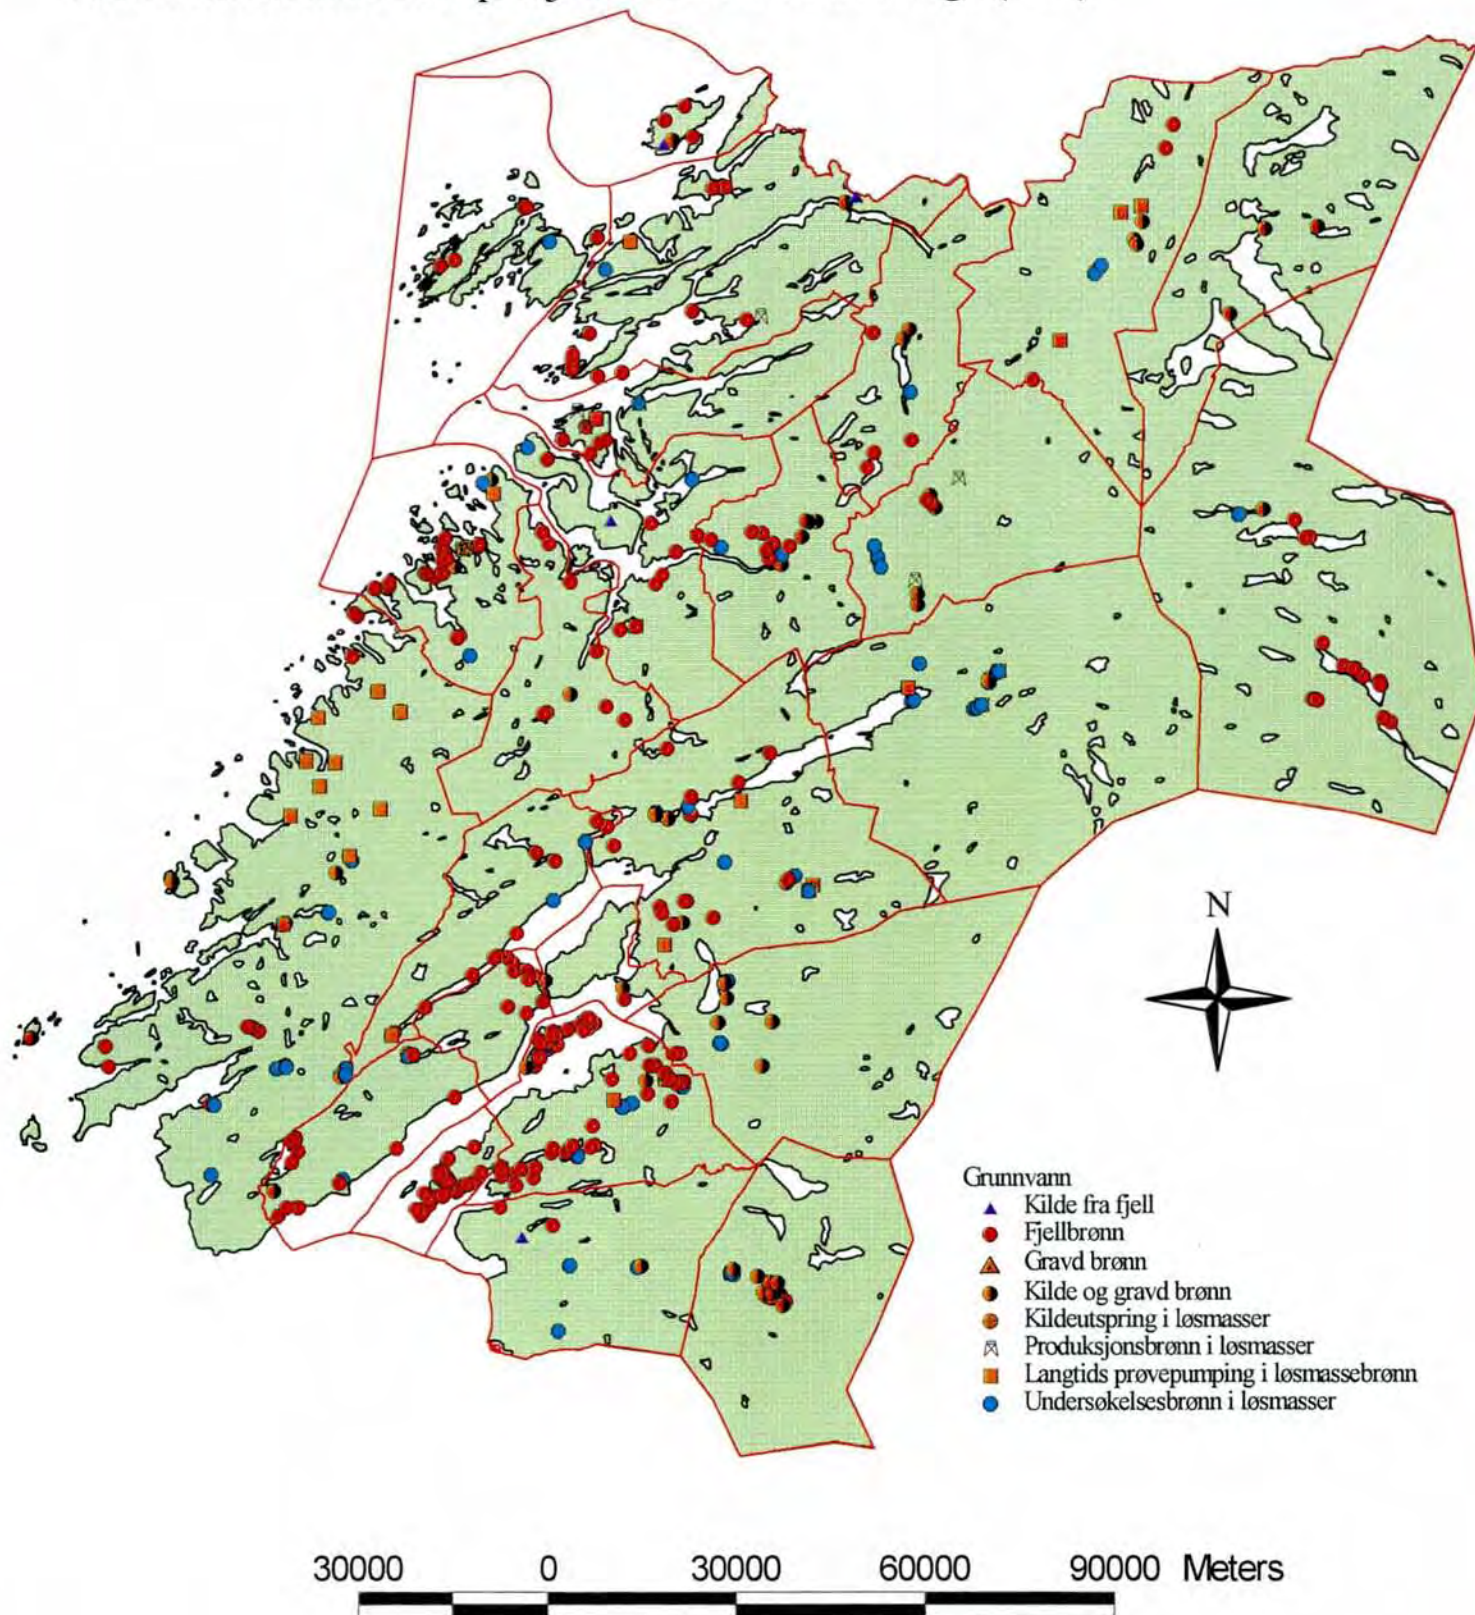 N
Grunnvann
Kilde fra fjell
Fjellbrønn
Gravd brønn
Kilde og gravd brønn
Kildeutspring i løsmasser
Produksjonsbrønn i løsmasser
Langtids prøvepumping i løsmassebrønn
Undersøkelsesbrønn i løsmasser
30000 0 30000 60000 90000 Meters